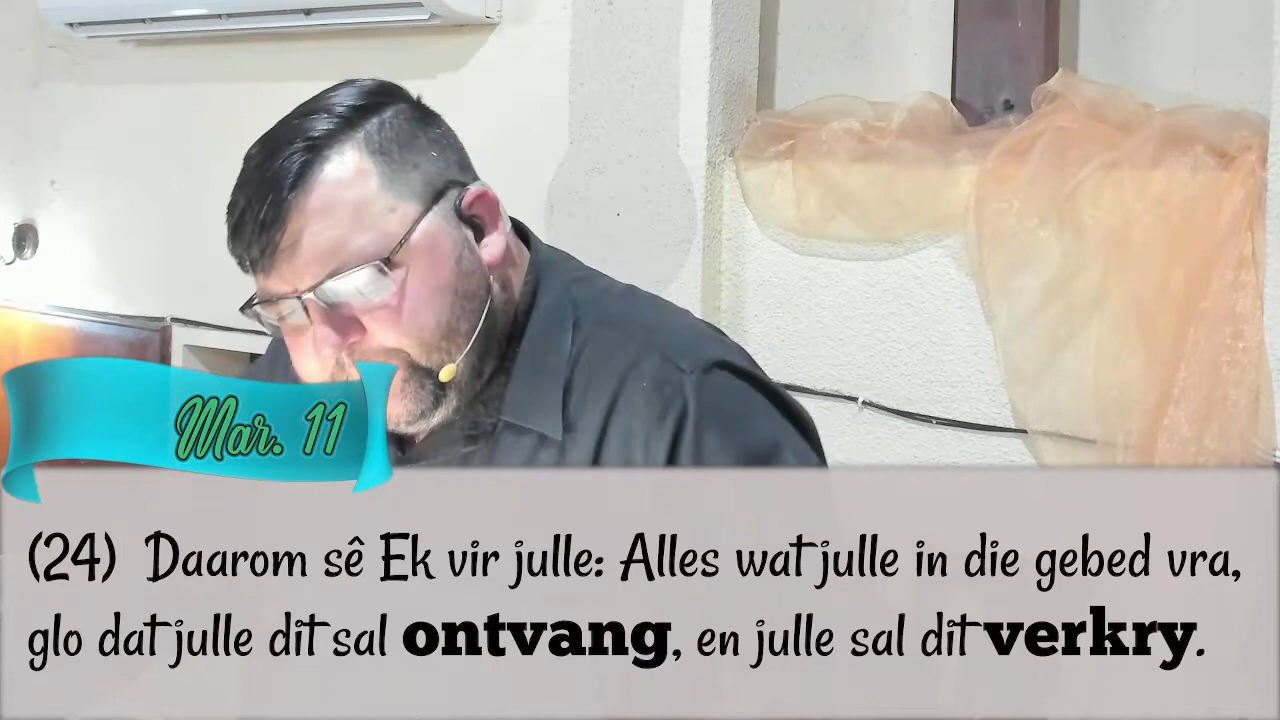 Mar. 11
(24) Daarom sê Ek vir julle: Alles wat julle in die gebed vra,
glo dat julle dit sal ontvang, en julle sal dit verkry.